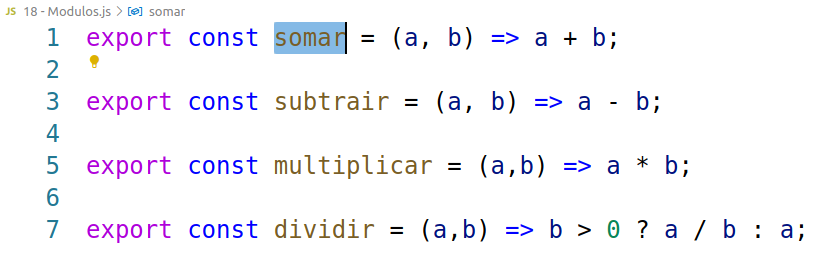 JS 18 - Modulos.js > somar
1 export const somar = (a, b) => a + b;
2
3 export const subtrair = (a, b) => a - b;
4
5 export const multiplicar = (a,b) => a * b;
6
7 export const dividir = (a,b) => b > 0 ? a / b : a;